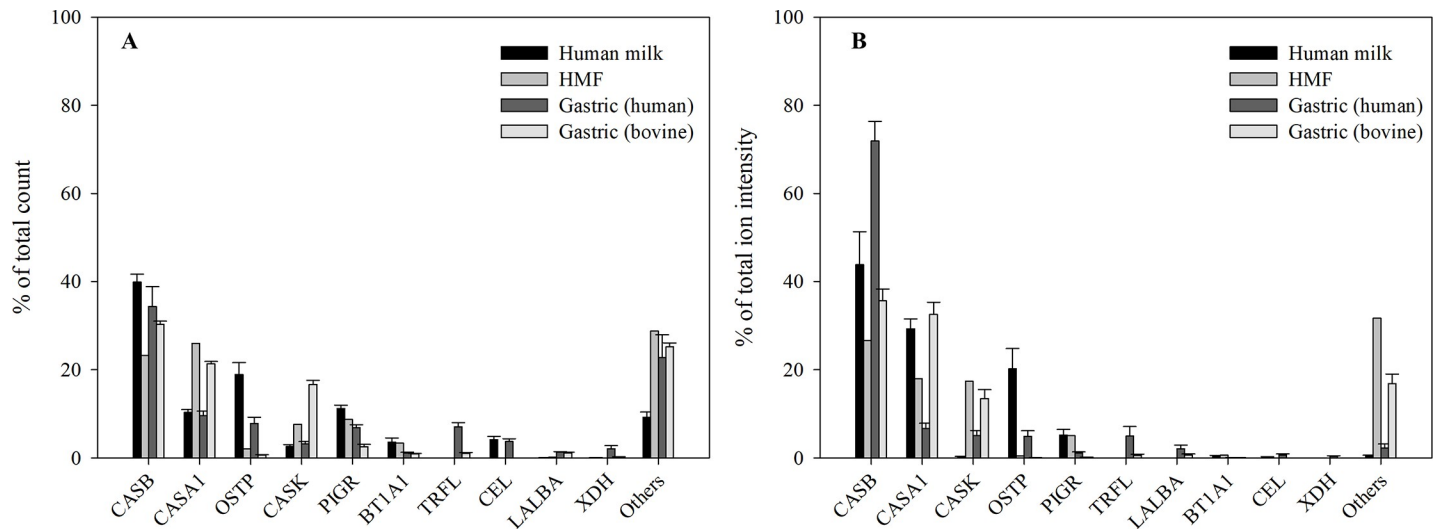 100
80
60
40
20
0
% of total count
A
Human milk
HMF
Gastric (human)
Gastric (bovine)
CASB
CASA1
OSTP
CASK
PIGR
BT1A1
TRFL
CEL
LALBA
XDH
Others
100
80
60
40
20
0
% of total ion intensity
B
Human milk
HMF
Gastric (human)
Gastric (bovine)
CASB
CASA1
CASK
OSTP
PIGR
TRFL
LALBA
BT1A1
CEL
XDH
Others